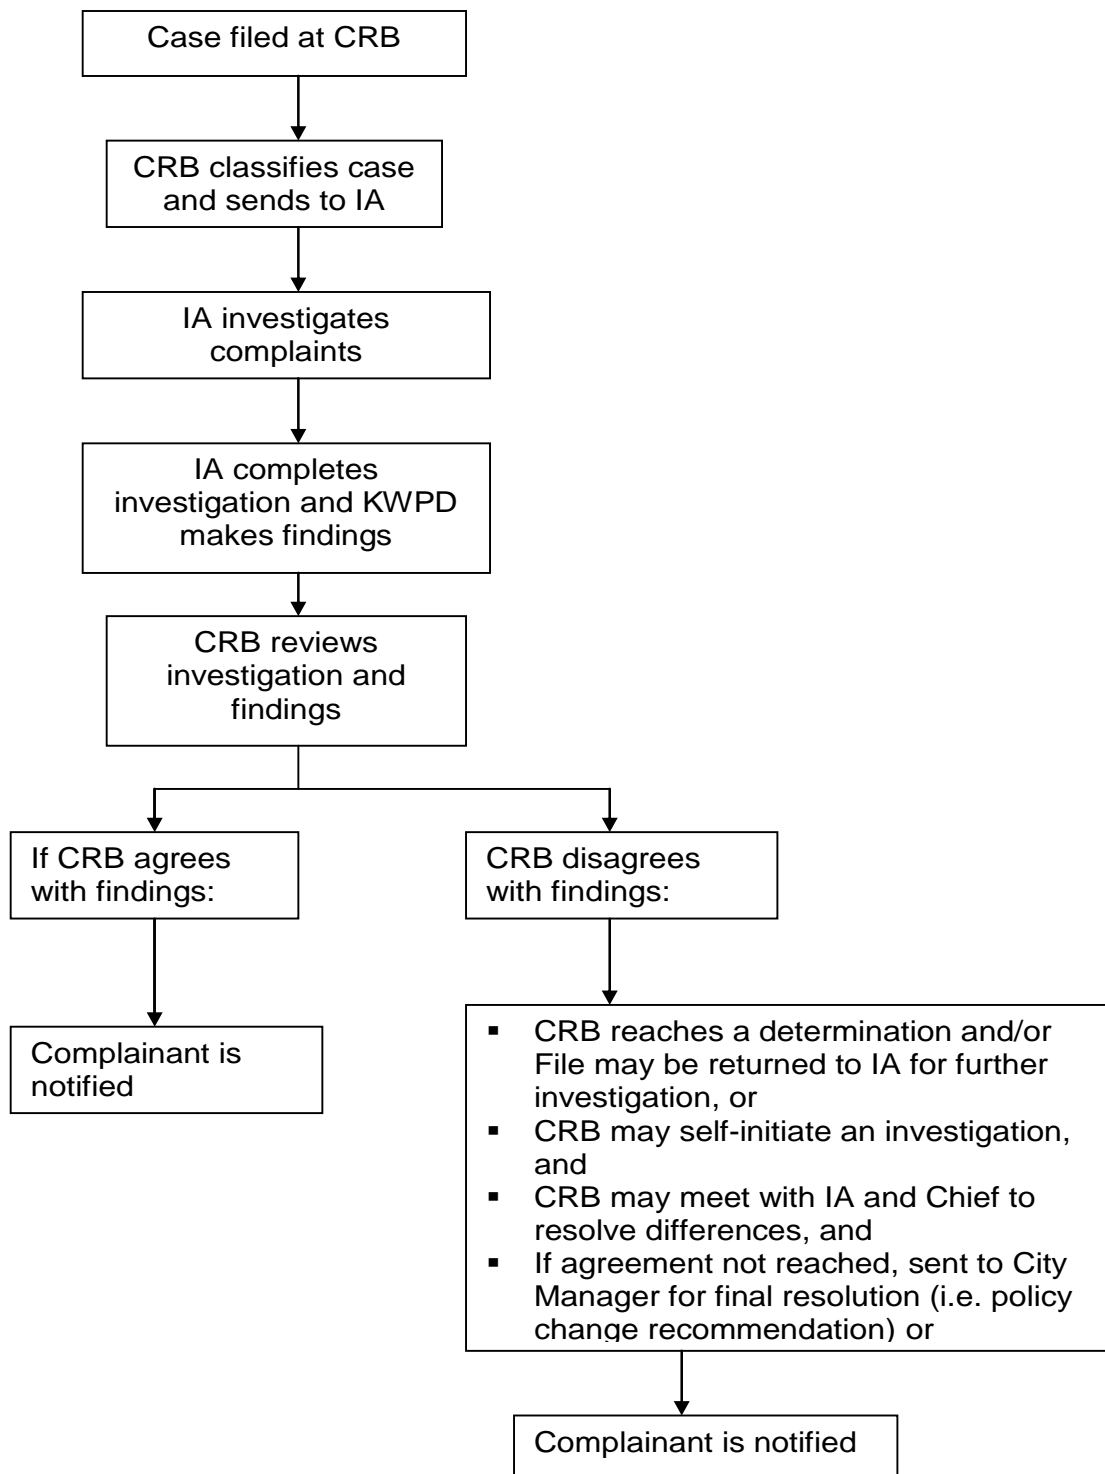 Case filed at CRB
CRB classifies case
and sends to IA
IA investigates
complaints
IA completes
investigation and KWPD
makes findings
CRB reviews
investigation and
findings
If CRB agrees
with findings:
CRB disagrees
with findings:
Complainant is
notified
▪ CRB reaches a determination and/or
File may be returned to IA for further
investigation, or
▪ CRB may self-initiate an investigation,
and
▪ CRB may meet with IA and Chief to
resolve differences, and
▪ If agreement not reached, sent to City
Manager for final resolution (i.e. policy
change recommendation) or
Complainant is notified